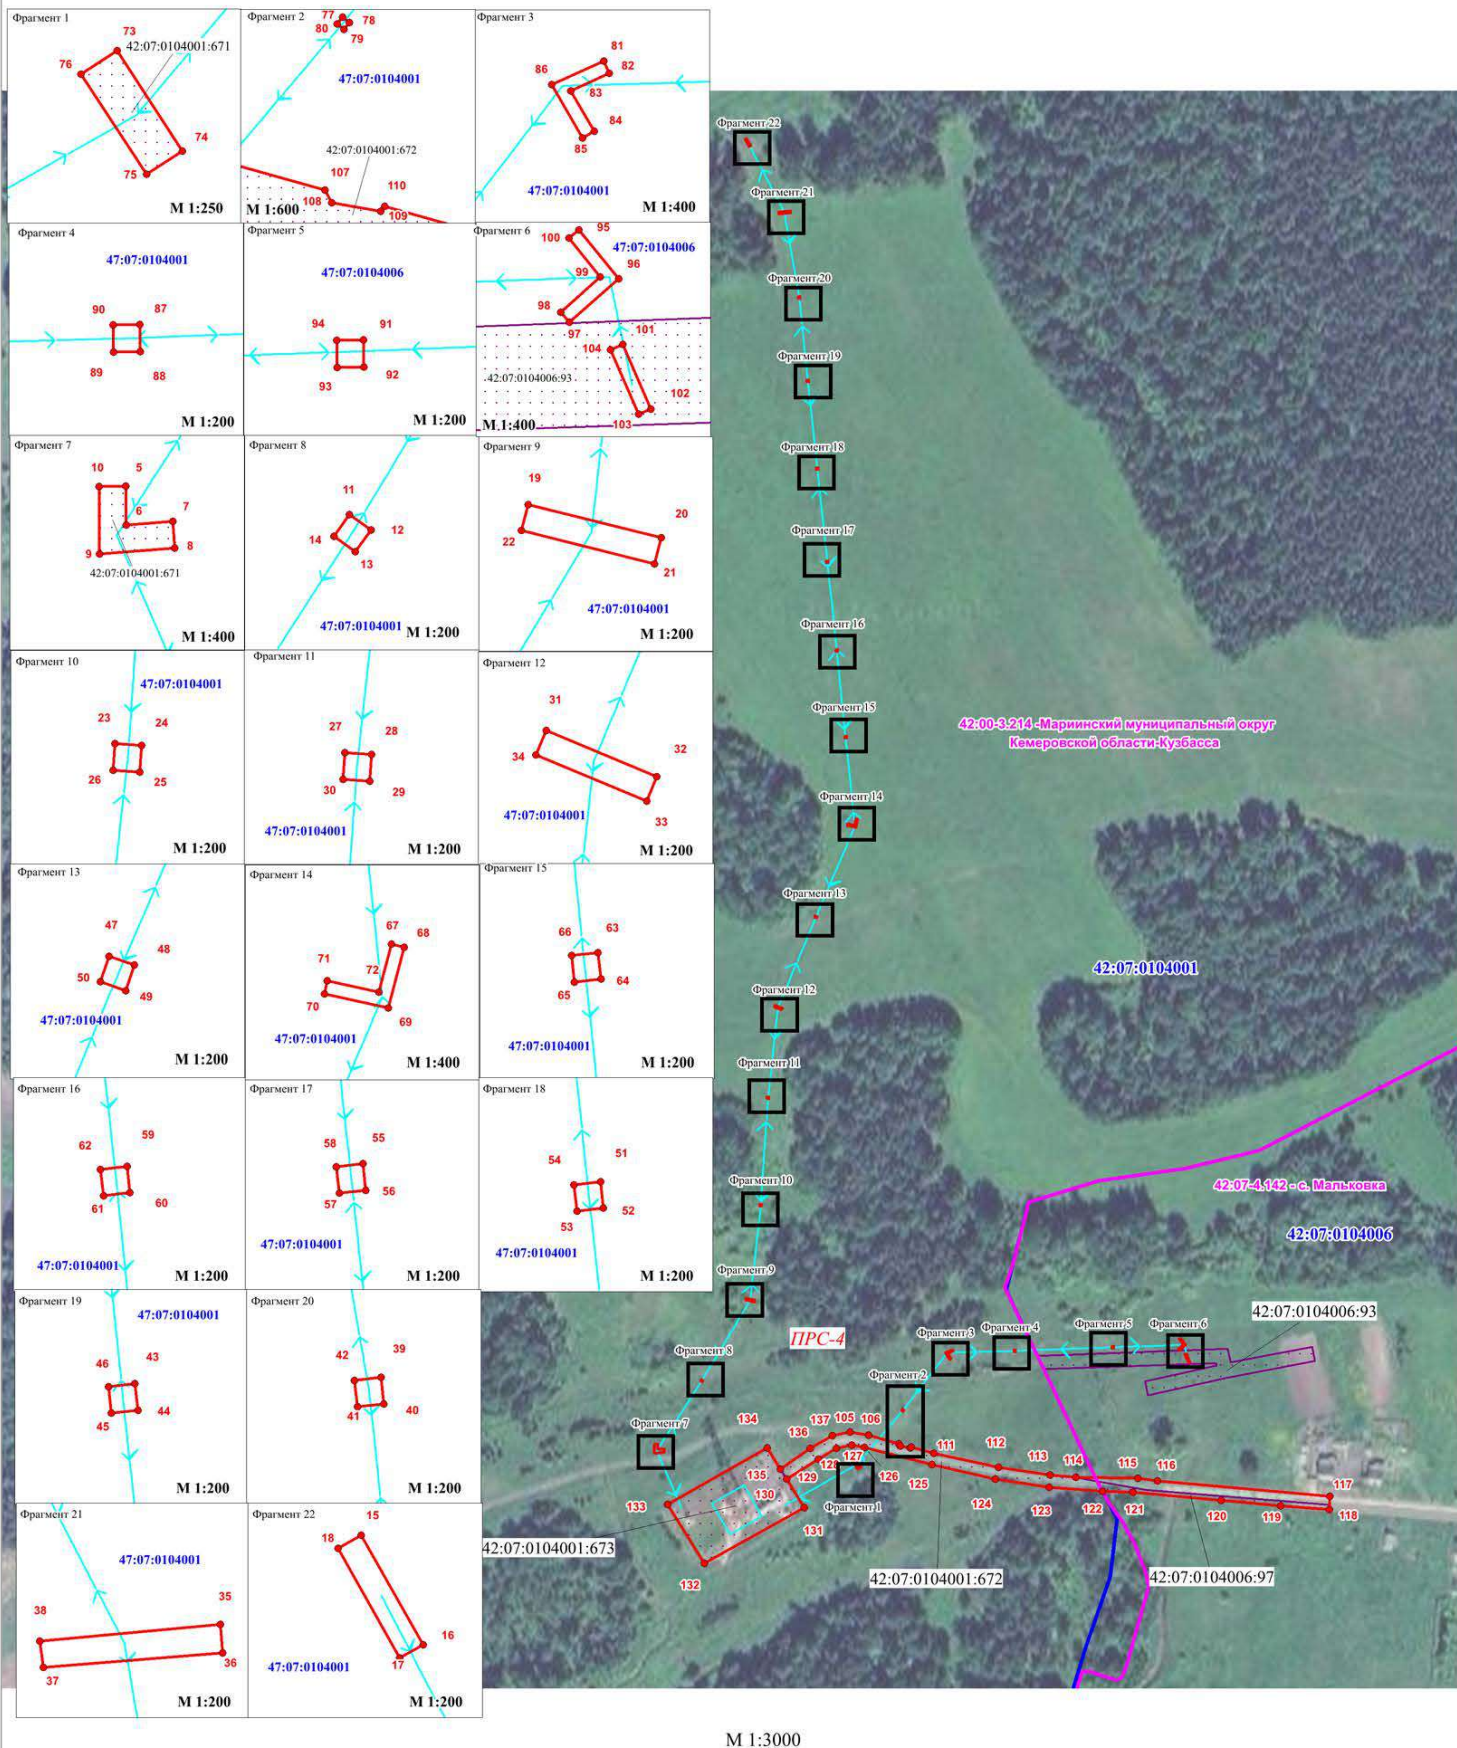 Фрагмент 1
73
42:07:0104001:671
76
74
75
М 1:250
Фрагмент 2
77
78
80
79
47:07:0104001
42:07:0104001:672
107
110
108
109
М 1:600
Фрагмент 3
81
86
82
83
84
85
47:07:0104001
М 1:400
Фрагмент 4
47:07:0104001
90
87
89
88
М 1:200
Фрагмент 5
47:07:0104006
94
91
93
92
М 1:200
Фрагмент 6
95
100
47:07:0104006
99
96
98
97
101
104
42:07:0104006:93
102
103
М 1:400
Фрагмент 7
10
5
6
7
9
8
42:07:0104001:671
М 1:400
Фрагмент 8
11
12
14
13
47:07:0104001
М 1:200
Фрагмент 9
19
20
22
21
47:07:0104001
М 1:200
Фрагмент 10
47:07:0104001
23
24
26
25
М 1:200
Фрагмент 11
27
28
30
29
47:07:0104001
М 1:200
Фрагмент 12
31
34
32
47:07:0104001
33
М 1:200
Фрагмент 13
47
48
50
49
47:07:0104001
М 1:200
Фрагмент 14
67
68
71
72
70
69
47:07:0104001
М 1:400
Фрагмент 15
66
63
65
64
47:07:0104001
М 1:200
Фрагмент 16
62
59
61
60
47:07:0104001
М 1:200
Фрагмент 17
58
55
57
56
47:07:0104001
М 1:200
Фрагмент 18
54
51
53
52
47:07:0104001
М 1:200
Фрагмент 19
47:07:0104001
46
43
45
44
М 1:200
Фрагмент 20
42
39
41
40
М 1:200
Фрагмент 21
47:07:0104001
38
35
37
36
М 1:200
Фрагмент 22
15
18
16
17
47:07:0104001
М 1:200
Фрагмент 22
Фрагмент 21
Фрагмент 20
Фрагмент 19
Фрагмент 18
Фрагмент 17
Фрагмент 16
Фрагмент 15
42:00-3.214 -Мариинский муниципальный округ
Кемеровской области-Кузбасса
Фрагмент 14
Фрагмент 13
42:07:0104001
Фрагмент 12
Фрагмент 11
Фрагмент 10
42:07-4.142 - с. Мальковка
42:07:0104006
Фрагмент 9
42:07:0104006:93
ПРС-4
Фрагмент 3
Фрагмент 4
Фрагмент 5
Фрагмент 6
Фрагмент 8
Фрагмент 2
Фрагмент 7
134
137
105
106
136
127
128
111
112
113
114
115
116
135
129
126
125
130
124
123
122
121
120
119
117
118
133
131
Фрагмент 1
132
42:07:0104001:673
42:07:0104001:672
42:07:0104006:97
М 1:3000